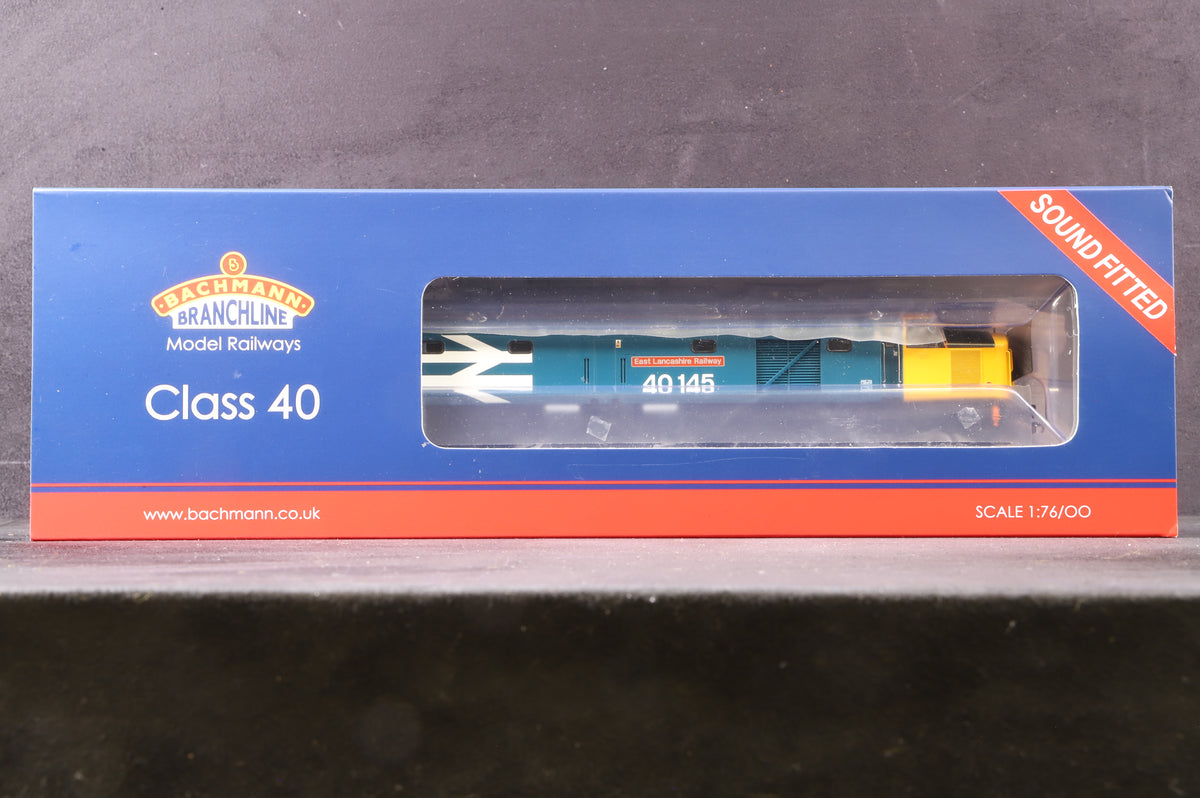 SOUND FITTED
BACHMANN
BRANCHLINE
Model Railways
Class 40
East Lancashire Railway
40 145
www.bachmann.co.uk
SCALE 1:76/OO